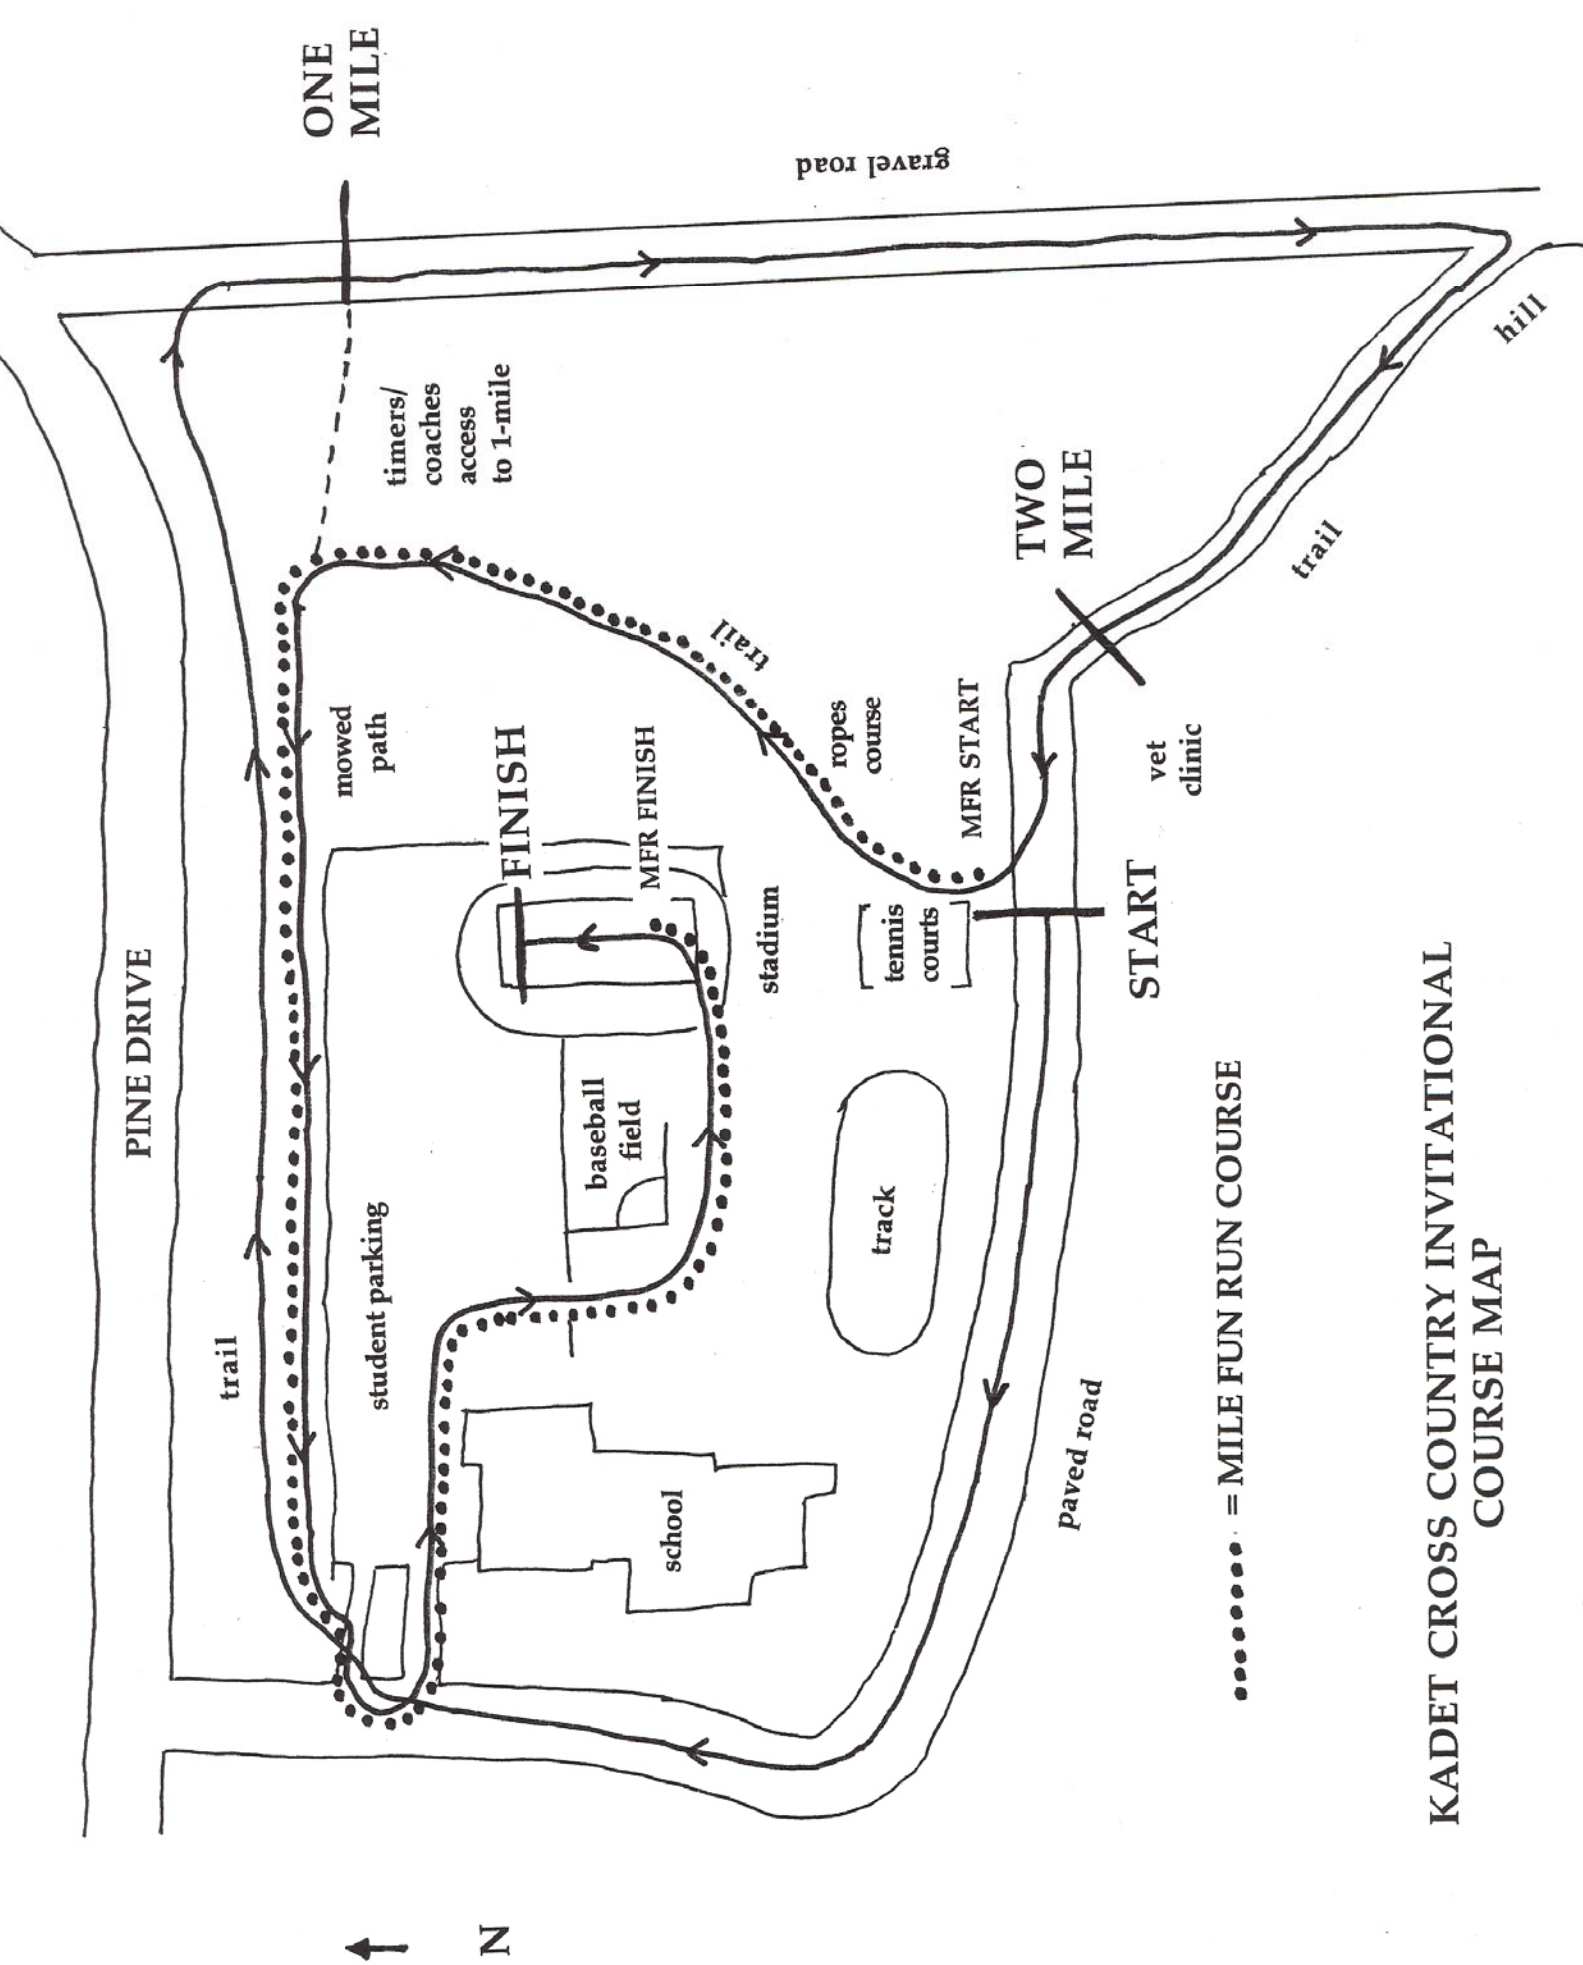 PINE DRIVE
ONE
MILE
gravel road
timers/
coaches
access
to 1-mile
trail
mowed
path
student parking
FINISH
MFR FINISH
baseball
field
stadium
trail
ropes
course
MFR START
tennis
courts
track
school
TWO
MILE
vet
clinic
START
trail
hill
paved road
= MILE FUN RUN COURSE
KADET CROSS COUNTRY INVITATIONAL
COURSE MAP
N